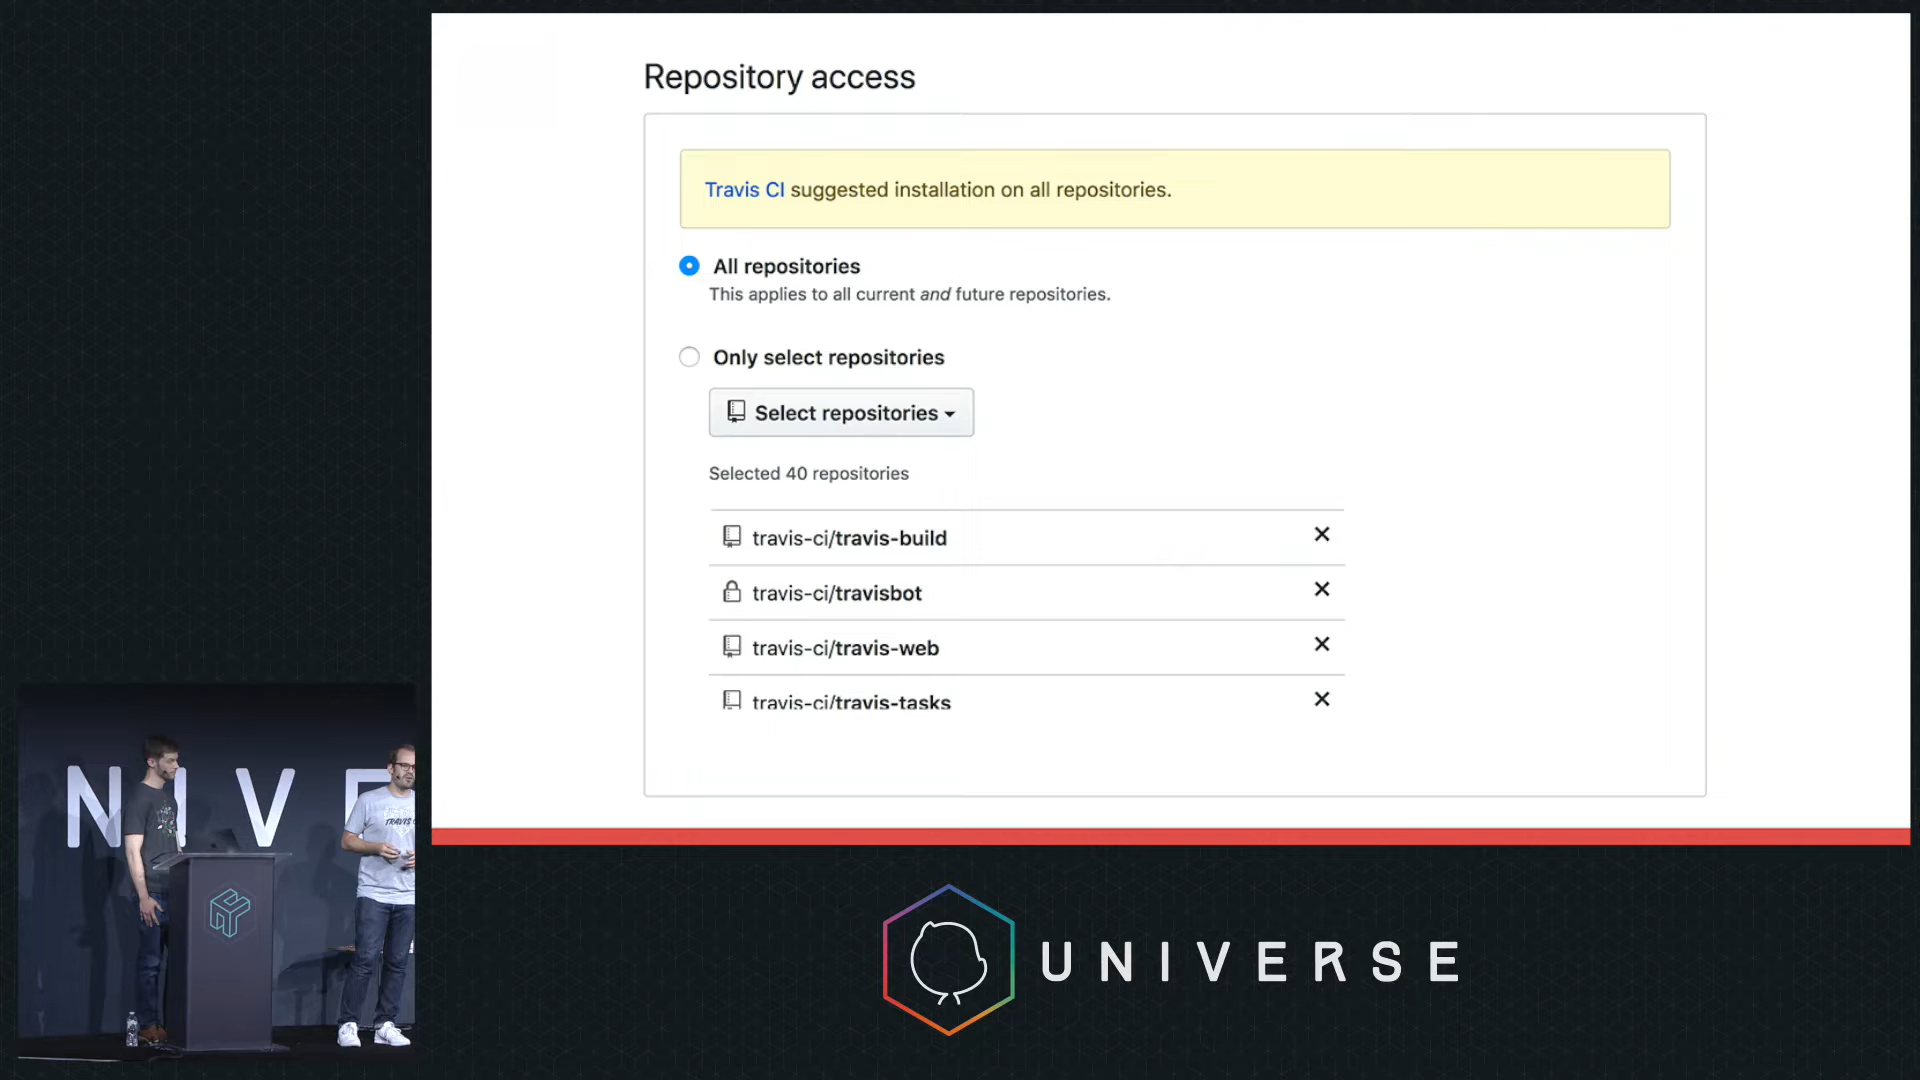 Repository access
Travis CI suggested installation on all repositories.
All repositories
This applies to all current and future repositories.
Only select repositories
Select repositories
Selected 40 repositories
travis-ci/travis-build
travis-ci/travisbot
travis-ci/travis-web
travis-ci/travis-tasks
N I V E
TRAVIS
UNIVERSE